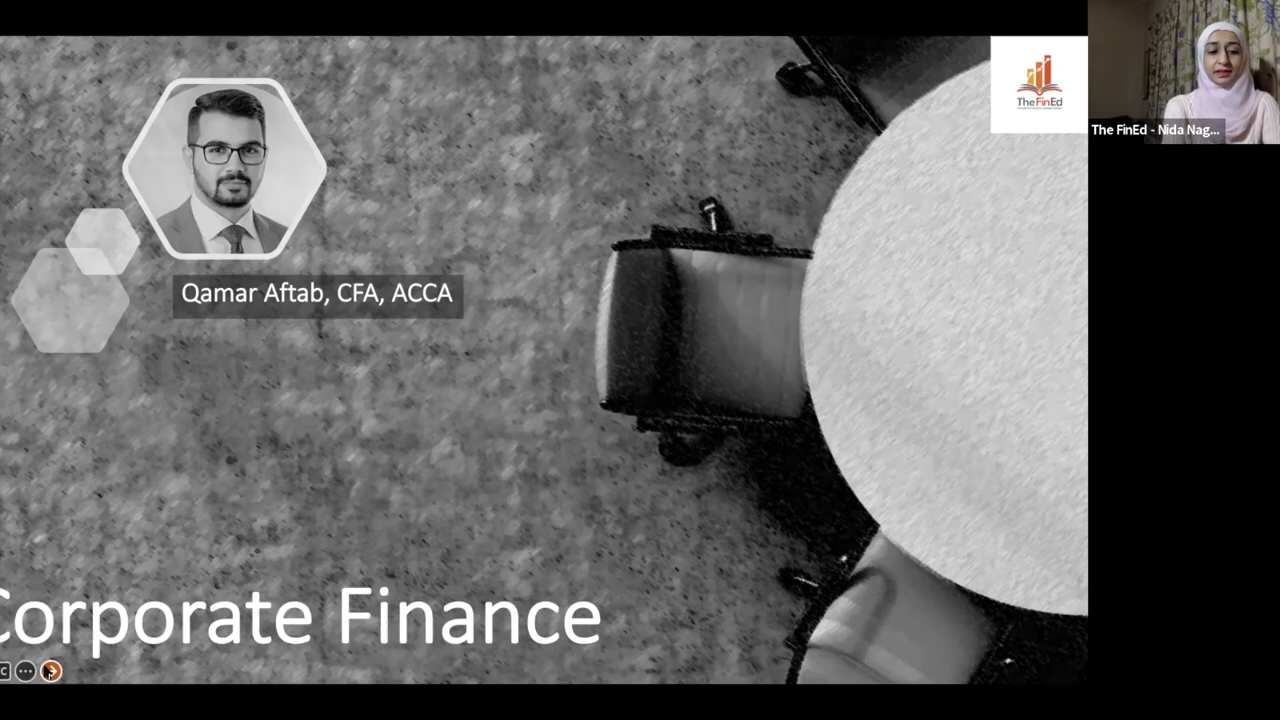 TheFinEd
The FinEd - Nida Nag...
Qamar Aftab, CFA, ACCA
Corporate Finance